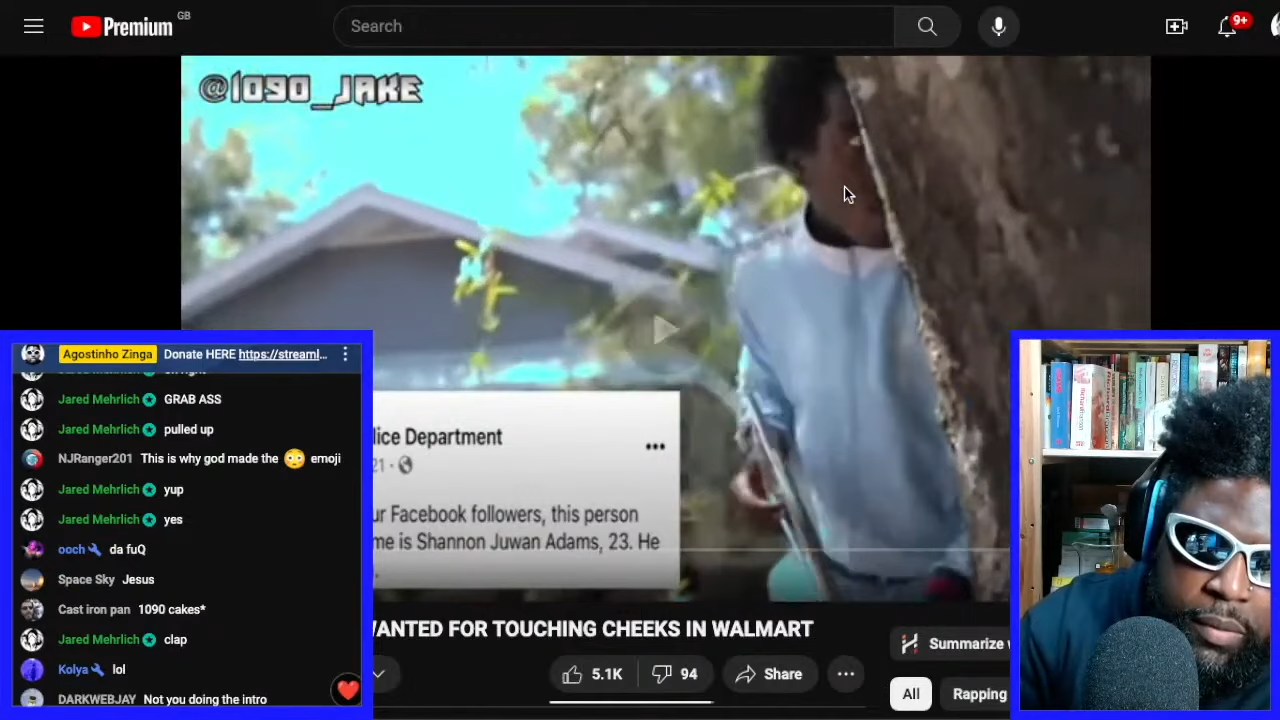 Premium
GB
Search
9+
@1090_JAKE
lice Department
21 ·
ur Facebook followers, this person
me is Shannon Juwan Adams, 23. He
Agostinho Zinga Donate HERE https://streaml...
Jared Mehrlich GRAB ASS
Jared Mehrlich pulled up
NJRanger201 This is why god made the 😳 emoji
Jared Mehrlich yup
Jared Mehrlich yes
ooch da fuQ
Space Sky Jesus
Cast iron pan 1090 cakes*
Jared Mehrlich clap
Kolya lol
DARKWEBJAY Not you doing the intro
ANTED FOR TOUCHING CHEEKS IN WALMART
5.1K
94
Share
Summarize
All
Rapping